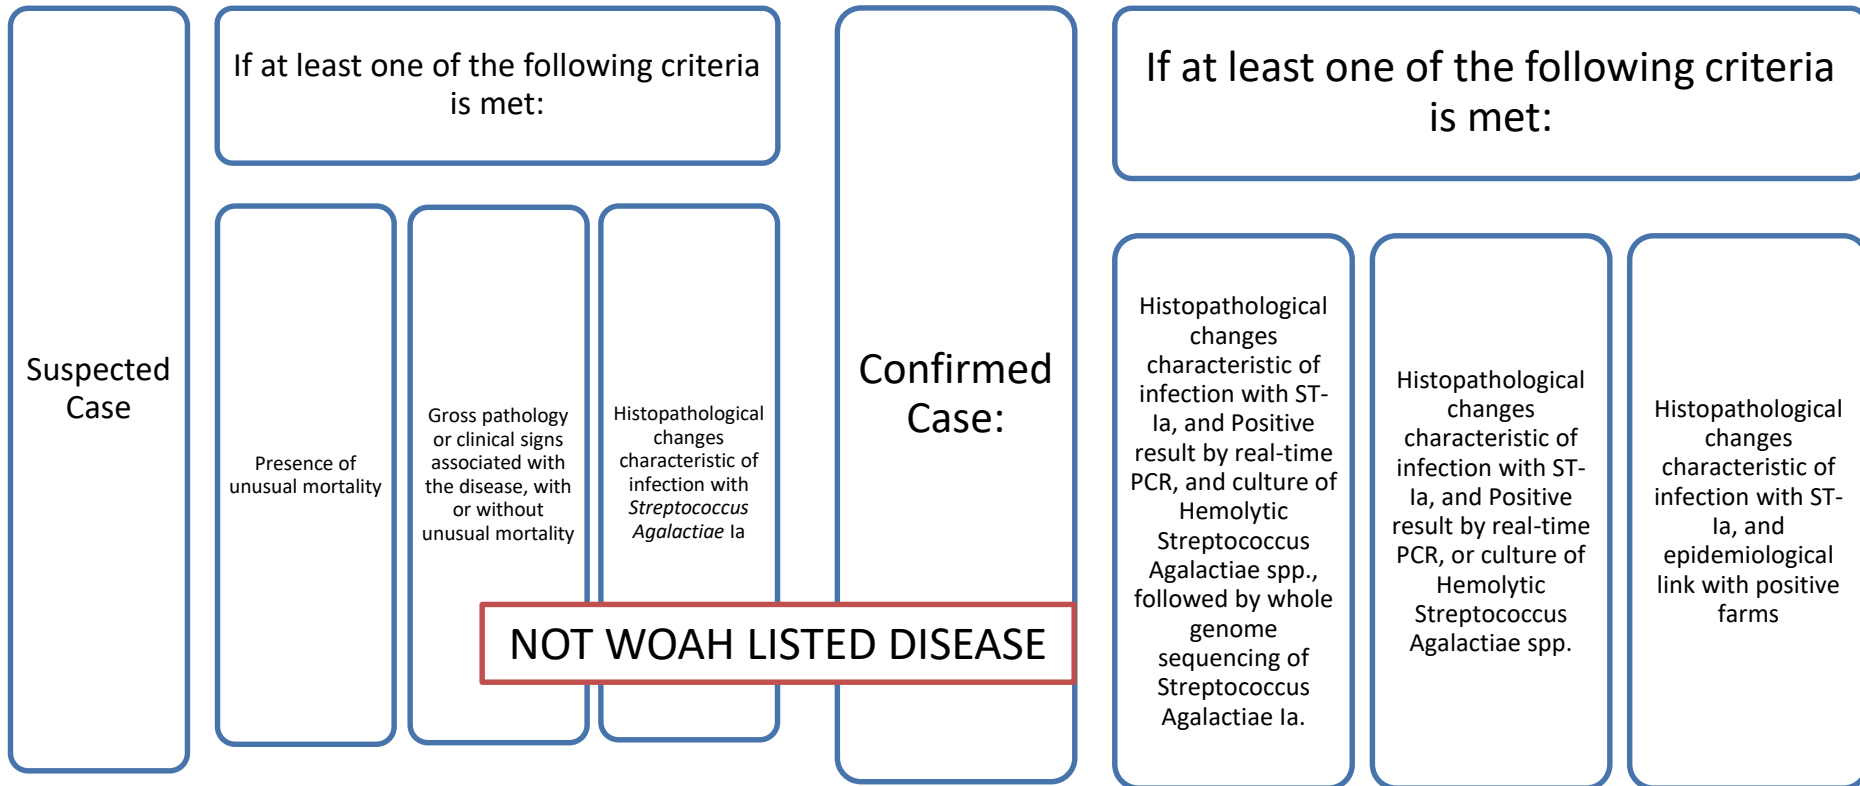 Suspected
Case
If at least one of the following criteria
is met:
Presence of
unusual mortality
Gross pathology
or clinical signs
associated with
the disease, with
or without
unusual mortality
Histopathological
changes
characteristic of
infection with
Streptococcus
Agalactiae Ia
NOT WOAH LISTED DISEASE
Confirmed
Case:
If at least one of the following criteria
is met:
Histopathological
changes
characteristic of
infection with ST-
Ia, and Positive
result by real-time
PCR, and culture of
Hemolytic
Streptococcus
Agalactiae spp.,
followed by whole
genome
sequencing of
Streptococcus
Agalactiae Ia.
Histopathological
changes
characteristic of
infection with ST-
Ia, and Positive
result by real-time
PCR, or culture of
Hemolytic
Streptococcus
Agalactiae spp.
Histopathological
changes
characteristic of
infection with ST-
Ia, and
epidemiological
link with positive
farms